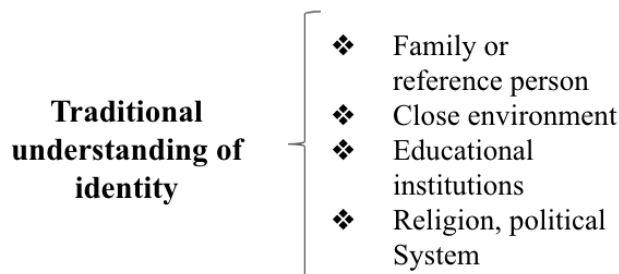 Traditional
understanding of
identity
❖ Family or
reference person
❖ Close environment
❖ Educational
institutions
❖ Religion, political
System